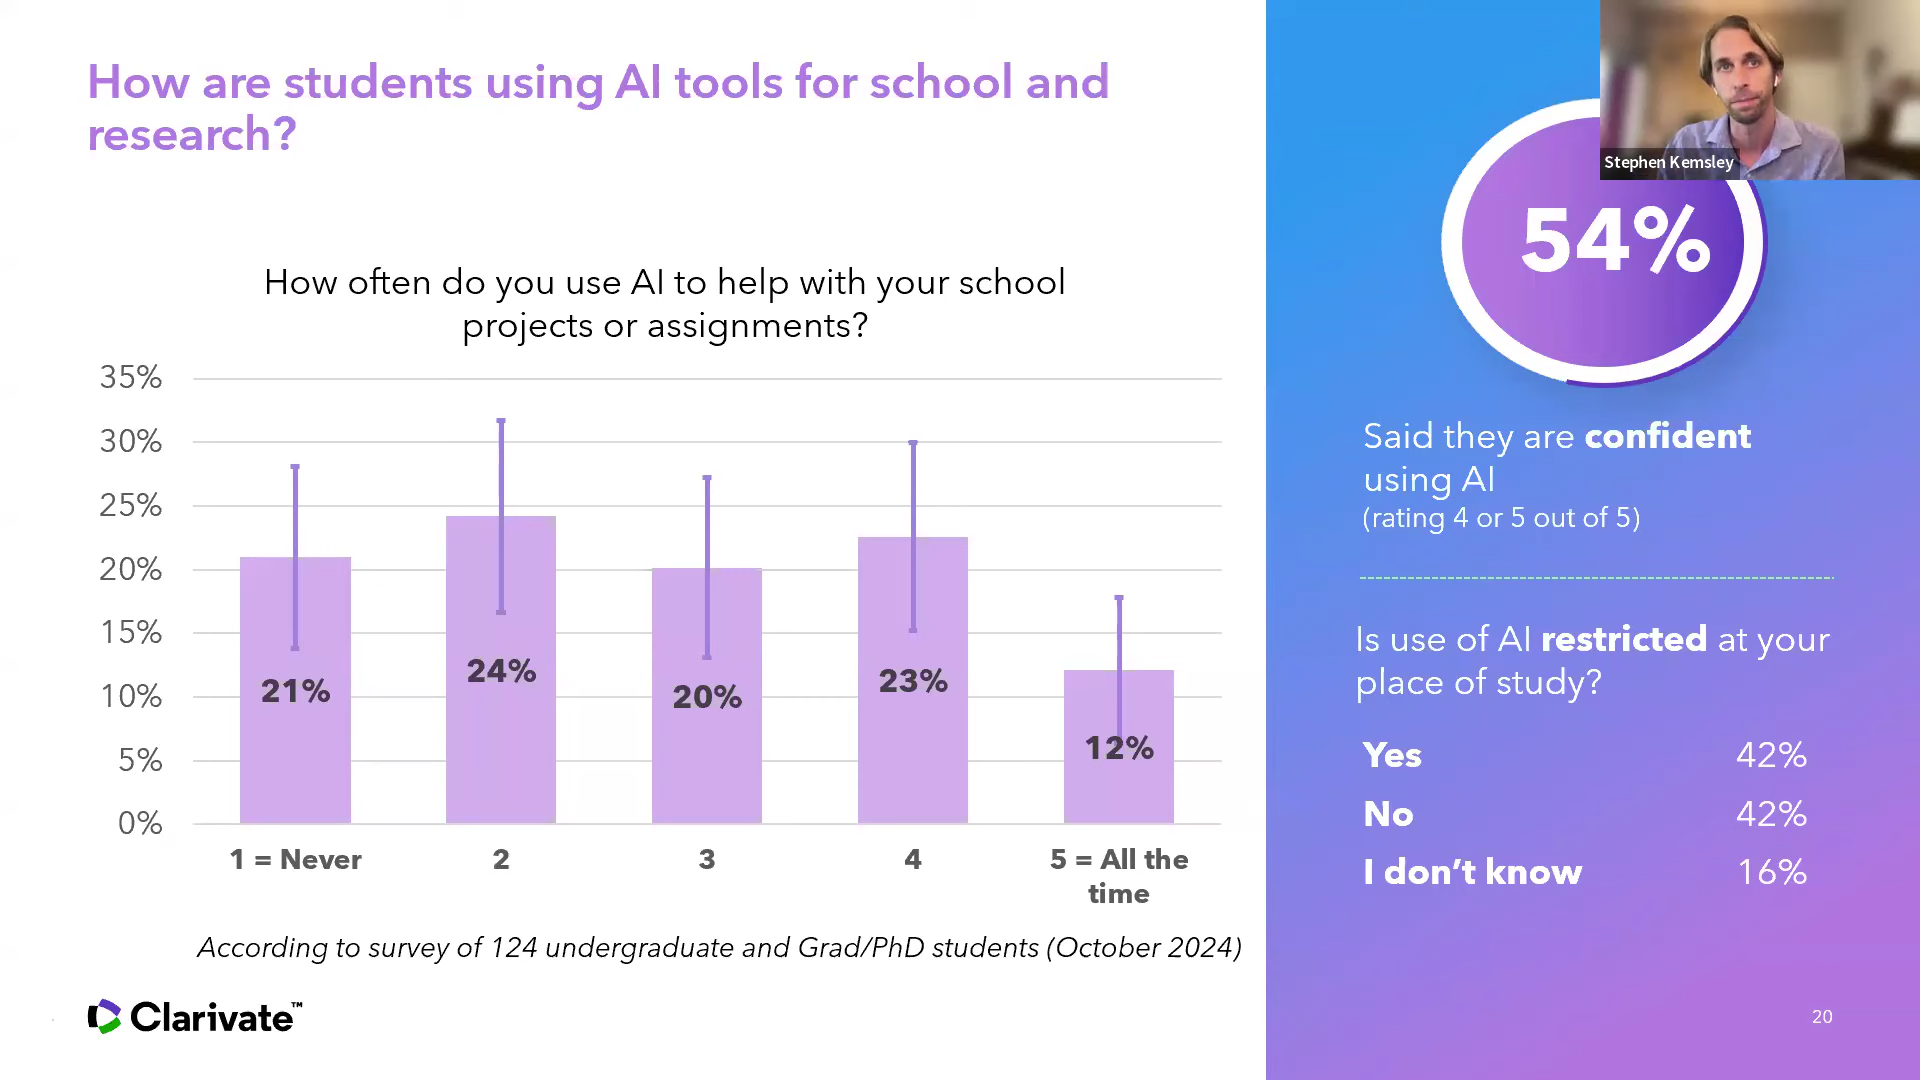 How are students using AI tools for school and
research?
How often do you use AI to help with your school
projects or assignments?
35%
30%
25%
20%
15%
10%
5%
0%
21%
24%
20%
23%
12%
1 = Never
2
3
4
5 = All the
time
According to survey of 124 undergraduate and Grad/PhD students (October 2024)
Clarivate™
Stephen Kemsley
54%
Said they are confident
using AI
(rating 4 or 5 out of 5)
Is use of AI restricted at your
place of study?
Yes 42%
No 42%
I don’t know 16%
20